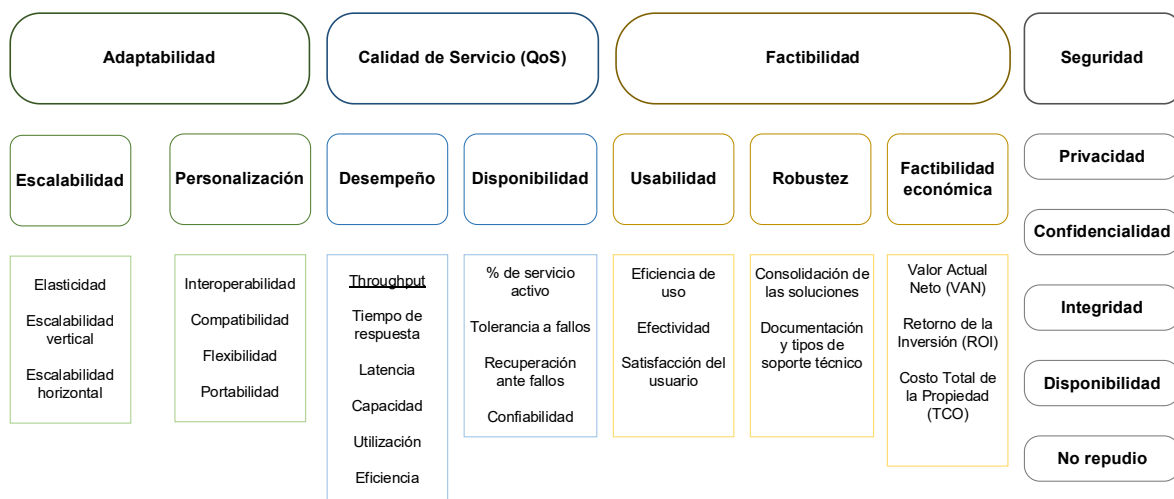 Adaptabilidad
Calidad de Servicio (QoS)
Factibilidad
Seguridad
Escalabilidad
Personalización
Desempeño
Disponibilidad
Usabilidad
Robustez
Factibilidad
económica
Elasticidad
Escalabilidad
vertical
Escalabilidad
horizontal
Interoperabilidad
Compatibilidad
Flexibilidad
Portabilidad
Throughput
Tiempo de
respuesta
Latencia
Capacidad
Utilización
Eficiencia
% de servicio
activo
Tolerancia a fallos
Recuperación
ante fallos
Confiabilidad
Eficiencia de
uso
Efectividad
Satisfacción del
usuario
Consolidación de
las soluciones
Documentación
y tipos de
soporte técnico
Valor Actual
Neto (VAN)
Retorno de la
Inversión (ROI)
Costo Total de
la Propiedad
(TCO)
Privacidad
Confidencialidad
Integridad
Disponibilidad
No repudio